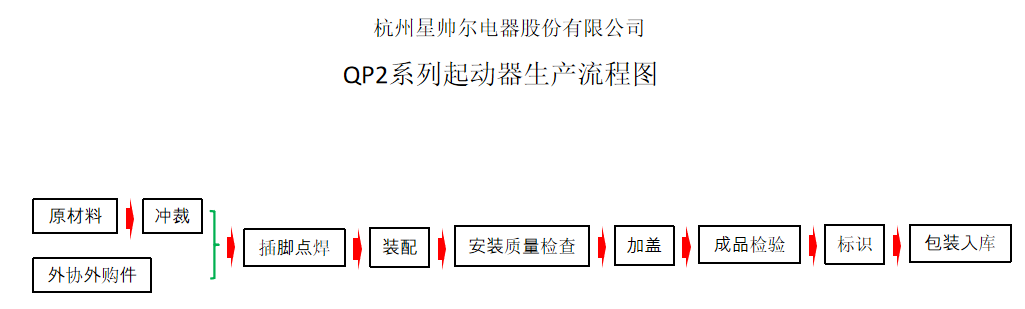 杭州星帅尔电器股份有限公司
QP2系列起动器生产流程图
原材料
冲裁
外协外购件
插脚点焊
装配
安装质量检查
加盖
成品检验
标识
包装入库